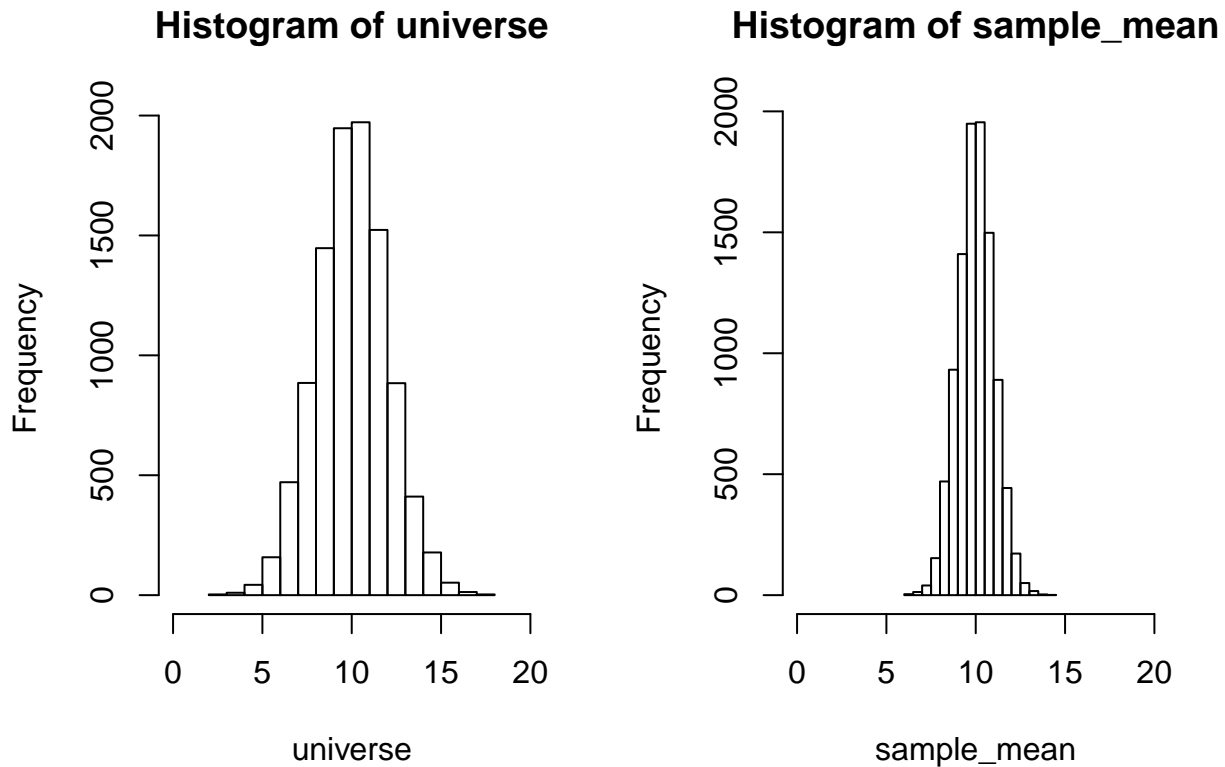 Histogram of universe
Frequency
2000
1500
1000
500
0
0 5 10 15 20
universe
Histogram of sample_mean
Frequency
2000
1500
1000
500
0
0 5 10 15 20
sample_mean